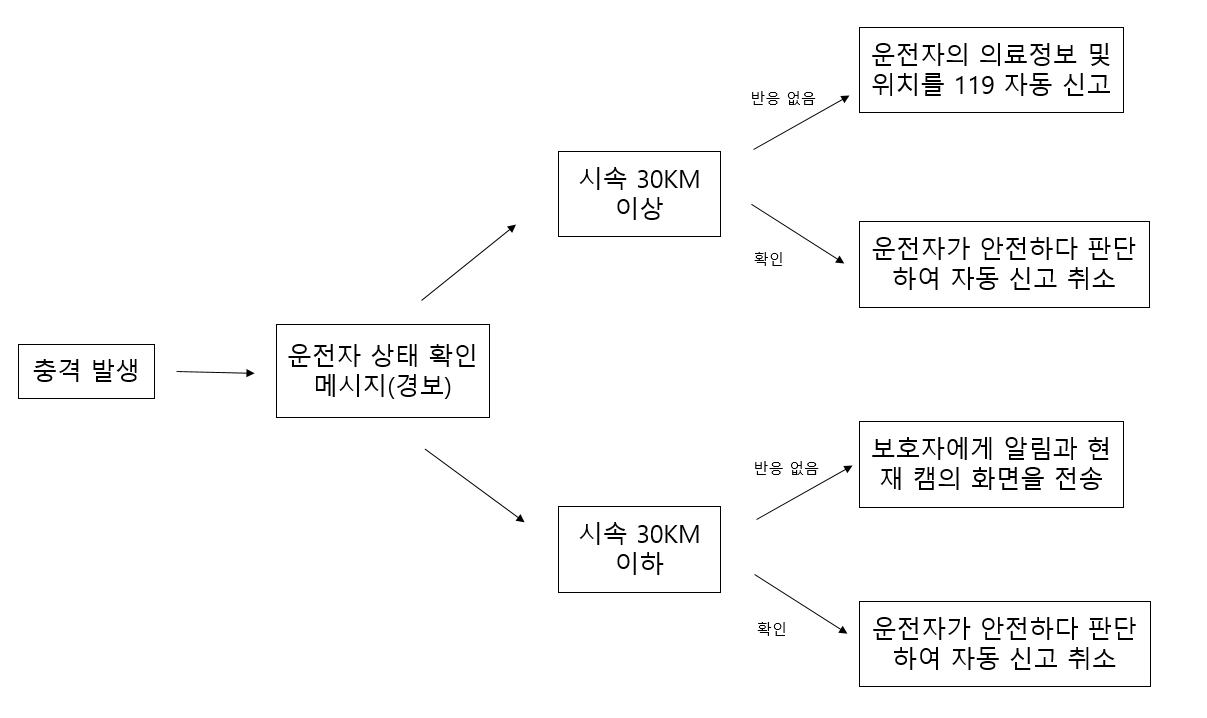 충격 발생
운전자 상태 확인
메시지(경보)
시속 30KM
이상
반응 없음
운전자의 의료정보 및
위치를 119 자동 신고
확인
운전자가 안전하다 판단
하여 자동 신고 취소
시속 30KM
이하
반응 없음
보호자에게 알림과 현
재 캠의 화면을 전송
확인
운전자가 안전하다 판단
하여 자동 신고 취소